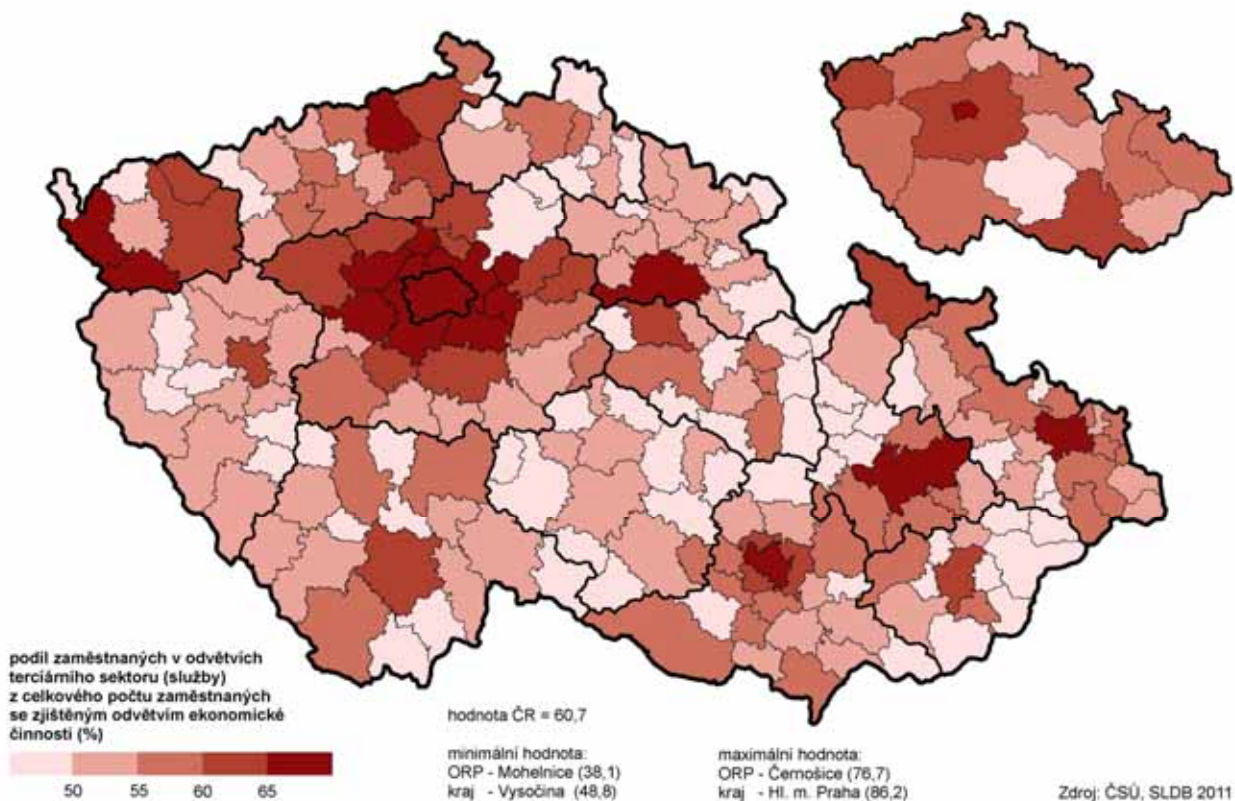 podíl zaměstnaných v odvětvích
terciárního sektoru (služby)
z celkového počtu zaměstnaných
se zjištěným odvětvím ekonomické
činnosti (%)
50 55 60 65
hodnota ČR = 60,7
minimální hodnota:
ORP - Mohelnice (38,1)
kraj - Vysočina (48,8)
maximální hodnota:
ORP - Černošice (76,7)
kraj - Hl. m. Praha (86,2)
Zdroj: ČSÚ, SLDB 2011